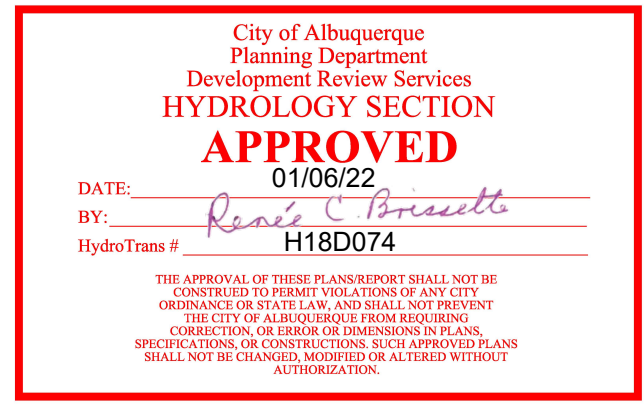 City of Albuquerque
Planning Department
Development Review Services
HYDROLOGY SECTION
APPROVED
DATE: 01/06/22
BY: Renée C. Brissette
HydroTrans # H18D074
THE APPROVAL OF THESE PLANS/REPORT SHALL NOT BE
CONSTRUED TO PERMIT VIOLATIONS OF ANY CITY
ORDINANCE OR STATE LAW, AND SHALL NOT PREVENT
THE CITY OF ALBUQUERQUE FROM REQUIRING
CORRECTION, OR ERROR OR DIMENSIONS IN PLANS,
SPECIFICATIONS, OR CONSTRUCTIONS. SUCH APPROVED PLANS
SHALL NOT BE CHANGED, MODIFIED OR ALTERED WITHOUT
AUTHORIZATION.